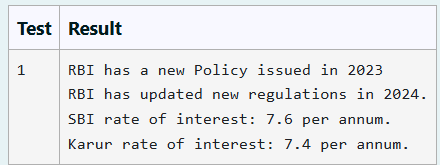 Test Result
1 RBI has a new Policy issued in 2023
RBI has updated new regulations in 2024.
SBI rate of interest: 7.6 per annum.
Karur rate of interest: 7.4 per annum.